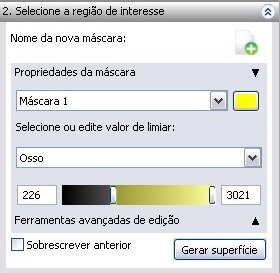 2. Selecione a região de interesse
Nome da nova máscara:
Propriedades da máscara
Máscara 1
Selecione ou edite valor de limiar:
Osso
226 3021
Ferramentas avançadas de edição
Sobrescrever anterior Gerar superfície